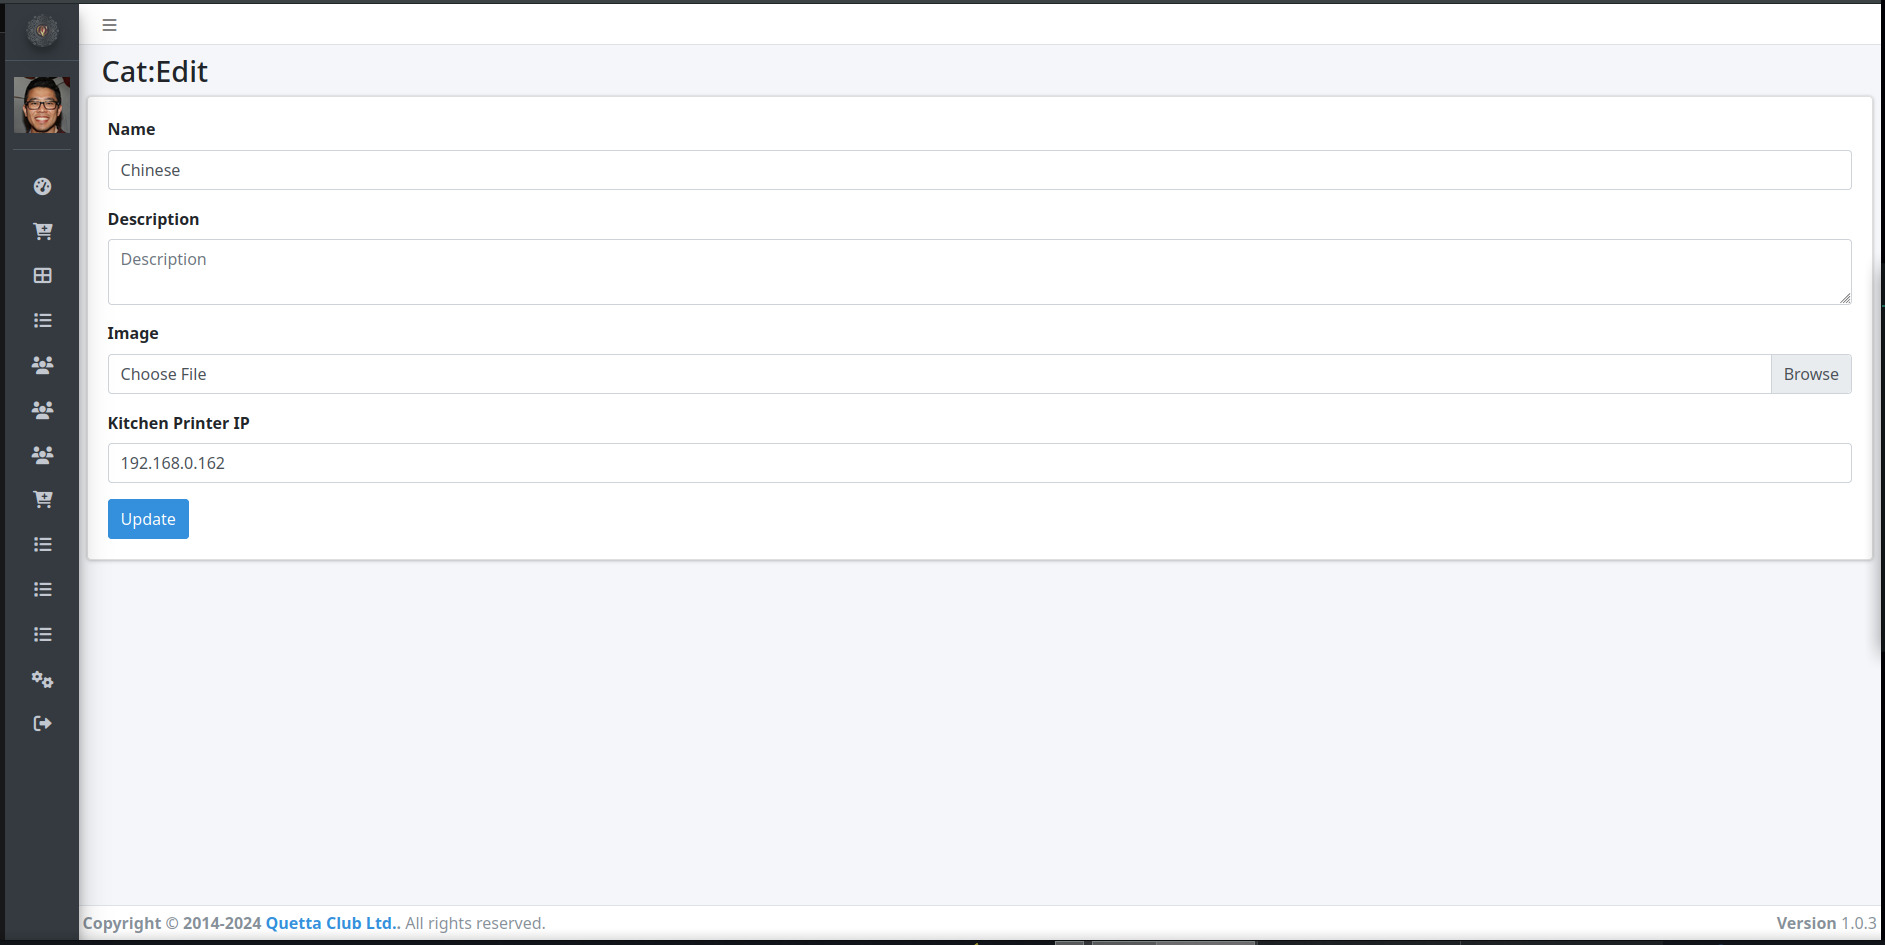 Cat:Edit
Name
Chinese
Description
Description
Image
Choose File
Browse
Kitchen Printer IP
192.168.0.162
Update
Copyright © 2014-2024 Quetta Club Ltd.. All rights reserved.
Version 1.0.3